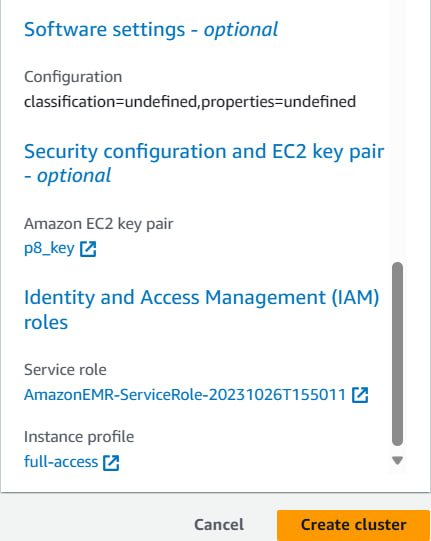 Software settings - optional
Configuration
classification=undefined,properties=undefined
Security configuration and EC2 key pair
- optional
Amazon EC2 key pair
p8_key
Identity and Access Management (IAM)
roles
Service role
AmazonEMR-ServiceRole-20231026T155011
Instance profile
full-access
Cancel
Create cluster